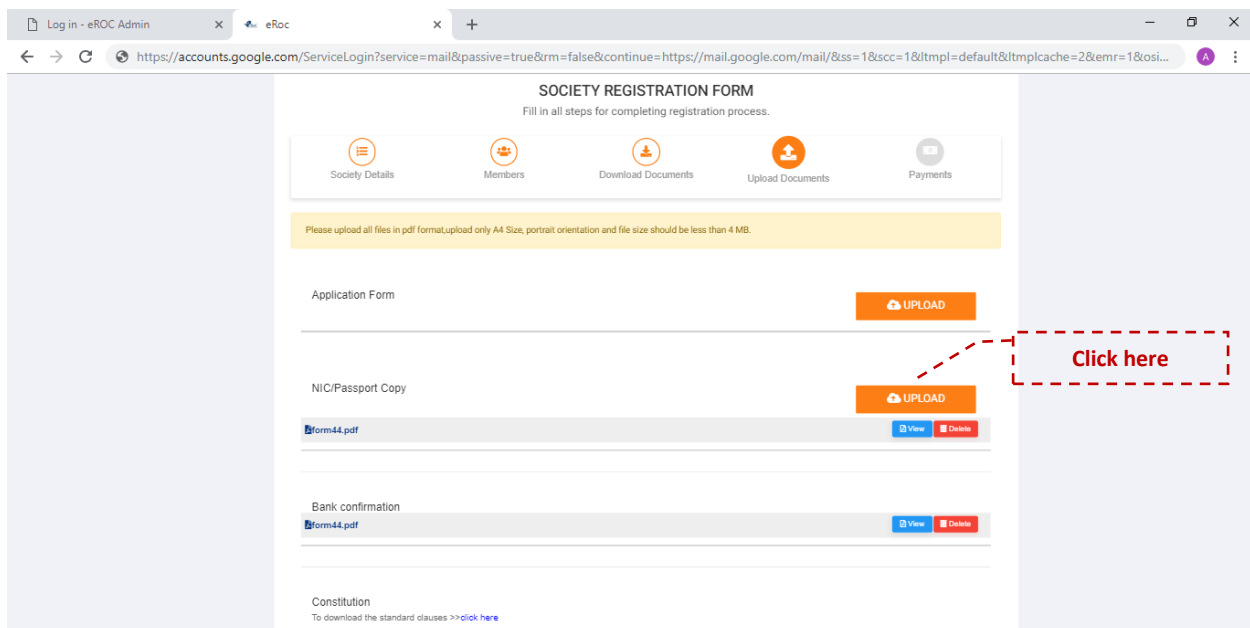 Log in - eROC Admin
eRoc
https://accounts.google.com/ServiceLogin?service=mail&passive=true&rm=false&continue=https://mail.google.com/mail/&ss=1&scc=1&ltmpl=default&ltmplcache=2&emr=1&osi...
A
SOCIETY REGISTRATION FORM
Fill in all steps for completing registration process.
Society Details
Members
Download Documents
Upload Documents
Payments
Please upload all files in pdf format,upload only A4 Size, portrait orientation and file size should be less than 4 MB.
Application Form
UPLOAD
Click here
NIC/Passport Copy
UPLOAD
form44.pdf
View
Delete
Bank confirmation
form44.pdf
View
Delete
Constitution
To download the standard clauses >>click here